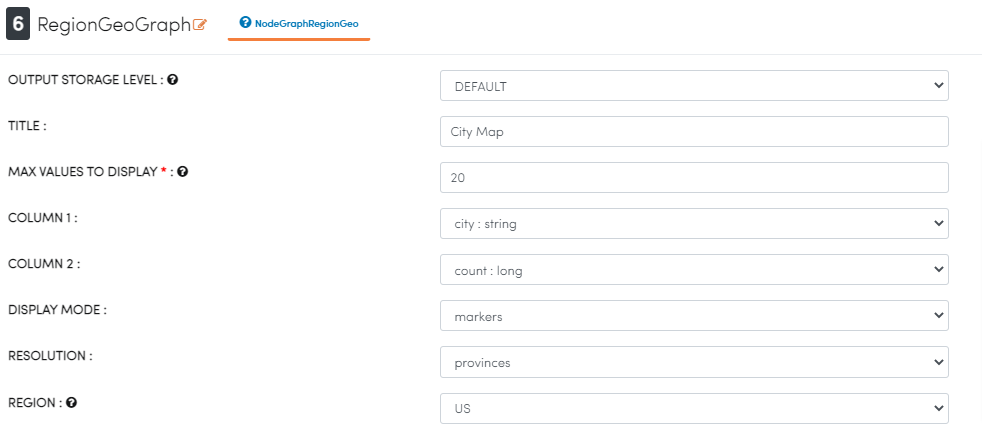 6 RegionGeoGraph NodeGraphRegionGeo
OUTPUT STORAGE LEVEL : DEFAULT
TITLE : City Map
MAX VALUES TO DISPLAY * : 20
COLUMN 1 : city : string
COLUMN 2 : count : long
DISPLAY MODE : markers
RESOLUTION : provinces
REGION : US